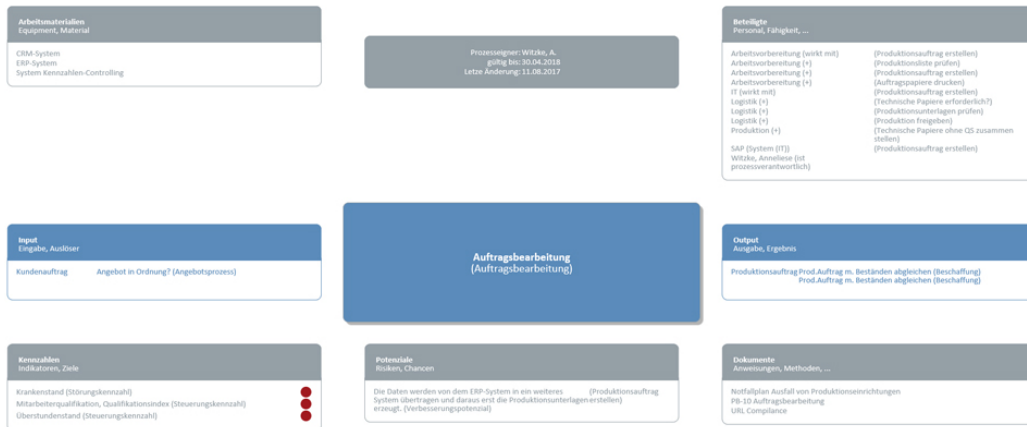 Arbeitsmaterialien
Equipment, Material
CRM-System
ERP-System
System Kennzahlen-Controlling
Prozesseigner: Witzke, A.
gültig bis: 30.04.2018
Letze Änderung: 11.08.2017
Beteiligte
Personal, Fähigkeit, ...
Arbeitsvorbereitung (wirkt mit) (Produktionsauftrag erstellen)
Arbeitsvorbereitung (+) (Produktionsliste prüfen)
Arbeitsvorbereitung (+) (Produktionsauftrag erstellen)
Arbeitsvorbereitung (+) (Auftragspapiere drucken)
IT (wirkt mit) (Produktionsauftrag erstellen)
Logistik (+) (Technische Papiere erforderlich?)
Logistik (+) (Produktionsunterlagen prüfen)
Logistik (+) (Produktion freigeben)
Produktion (+) (Technische Papiere ohne QS zusammen
stellen)
SAP (System (IT)) (Produktionsauftrag erstellen)
Witzke, Anneliese (ist
prozessverantwortlich)
Input
Eingabe, Auslöser
Kundenauftrag Angebot in Ordnung? (Angebotsprozess)
Auftragsbearbeitung
(Auftragsbearbeitung)
Output
Ausgabe, Ergebnis
Produktionsauftrag Prod.Auftrag m. Beständen abgleichen (Beschaffung)
Prod.Auftrag m. Beständen abgleichen (Beschaffung)
Kennzahlen
Indikatoren, Ziele
Krankenstand (Störungskennzahl)
Mitarbeiterqualifikation, Qualifikationsindex (Steuerungskennzahl)
Überstundenstand (Steuerungskennzahl)
Potenziale
Risiken, Chancen
Die Daten werden von dem ERP-System in ein weiteres (Produktionsauftrag
System übertragen und daraus erst die Produktionsunterlagen erstellen)
erzeugt. (Verbesserungspotenzial)
Dokumente
Anweisungen, Methoden, ...
Notfallplan Ausfall von Produktionseinrichtungen
PB-10 Auftragsbearbeitung
URL Compilance